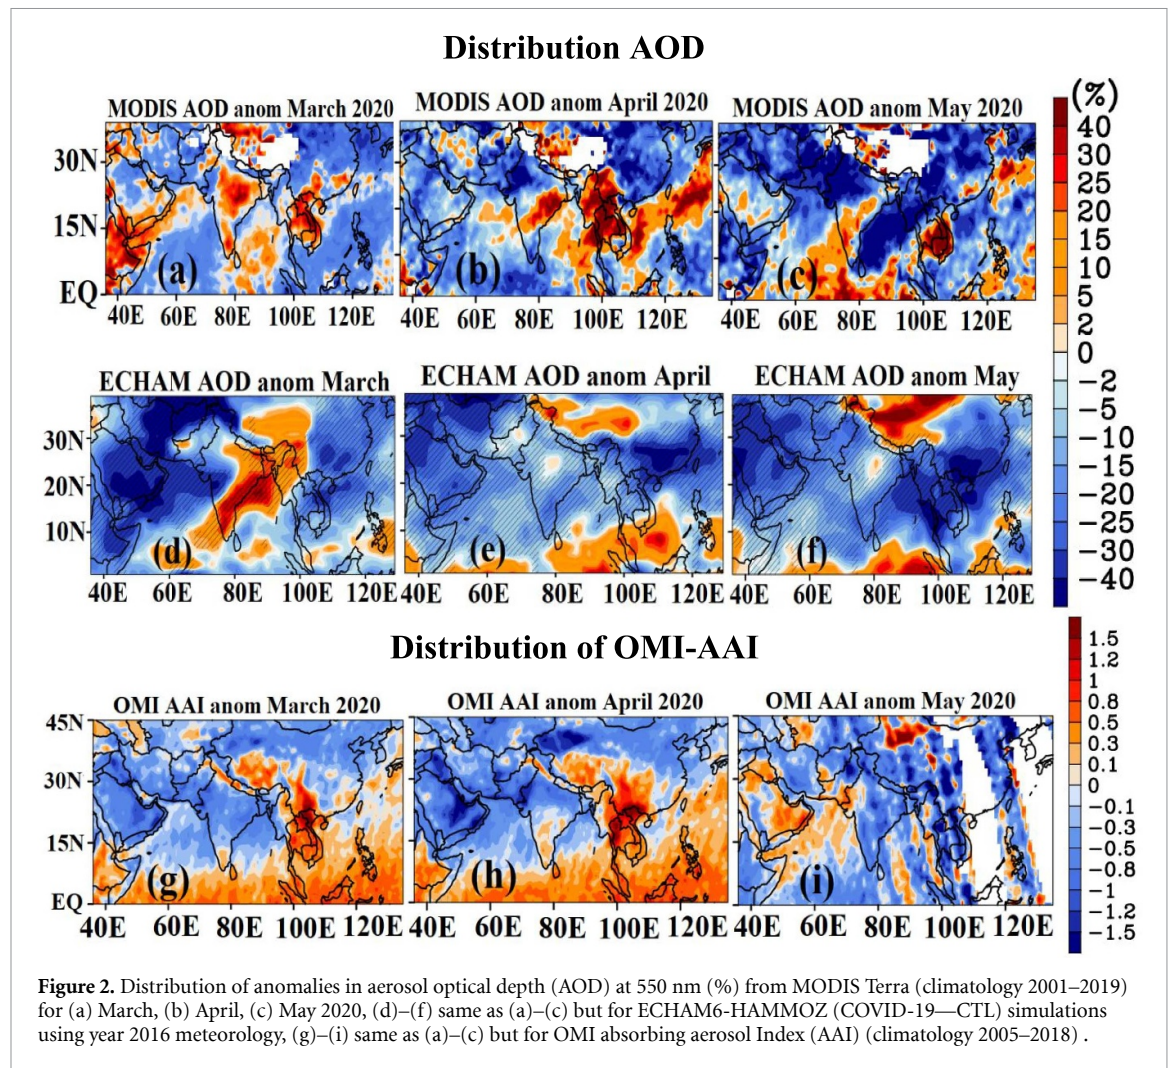 Distribution AOD
MODIS AOD anom March 2020
MODIS AOD anom April 2020
MODIS AOD anom May 2020
(%)
30N
15N
EQ
(a)
(b)
(c)
40E 60E 80E 100E 120E
40E 60E 80E 100E 120E
40E 60E 80E 100E 120E
40
30
25
20
15
10
5
2
0
−2
−5
−10
−15
−20
−25
−30
−40
ECHAM AOD anom March
ECHAM AOD anom April
ECHAM AOD anom May
30N
20N
10N
(d)
(e)
(f)
40E 60E 80E 100E 120E
40E 60E 80E 100E 120E
40E 60E 80E 100E 120E
Distribution of OMI-AAI
OMI AAI anom March 2020
OMI AAI anom April 2020
OMI AAI anom May 2020
45N
30N
15N
EQ
(g)
(h)
(i)
40E 60E 80E 100E 120E
40E 60E 80E 100E 120E
40E 60E 80E 100E 120E
1.5
1.2
1
0.8
0.5
0.3
0.1
0
−0.1
−0.3
−0.5
−0.8
−1
−1.2
−1.5
Figure 2. Distribution of anomalies in aerosol optical depth (AOD) at 550 nm (%) from MODIS Terra (climatology 2001–2019)
for (a) March, (b) April, (c) May 2020, (d)–(f) same as (a)–(c) but for ECHAM6-HAMMOZ (COVID-19—CTL) simulations
using year 2016 meteorology, (g)–(i) same as (a)–(c) but for OMI absorbing aerosol Index (AAI) (climatology 2005–2018) .